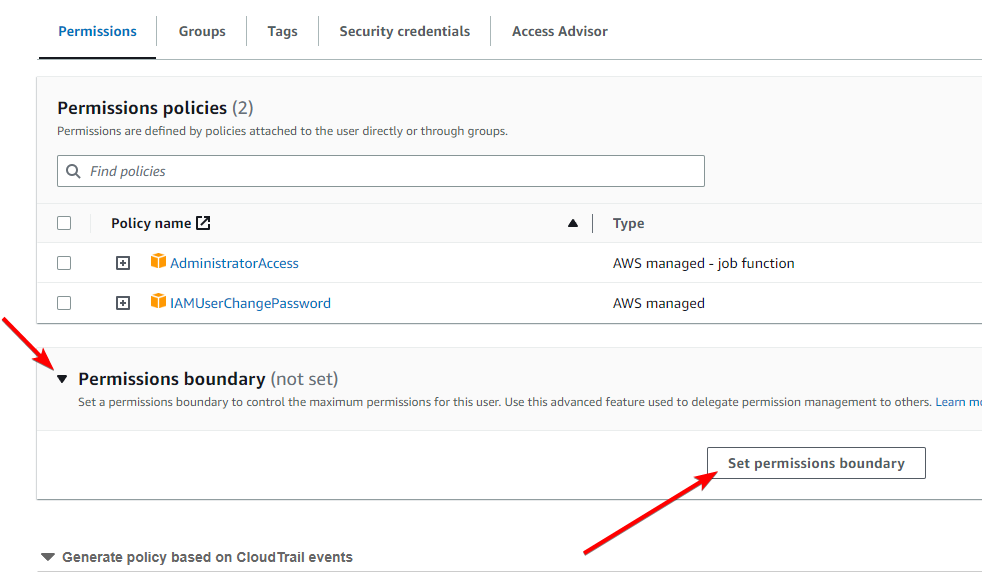 Permissions
Groups
Tags
Security credentials
Access Advisor
Permissions policies (2)
Permissions are defined by policies attached to the user directly or through groups.
Find policies
Policy name
Type
AdministratorAccess
AWS managed - job function
IAMUserChangePassword
AWS managed
Permissions boundary (not set)
Set a permissions boundary to control the maximum permissions for this user. Use this advanced feature used to delegate permission management to others. Learn
Set permissions boundary
Generate policy based on CloudTrail events